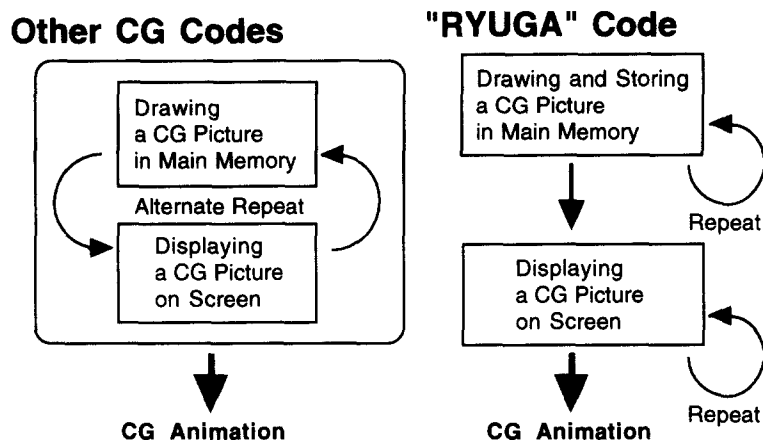 Other CG Codes
Drawing
a CG Picture
in Main Memory
Alternate Repeat
Displaying
a CG Picture
on Screen
CG Animation
"RYUGA" Code
Drawing and Storing
a CG Picture
in Main Memory
Repeat
Displaying
a CG Picture
on Screen
Repeat
CG Animation